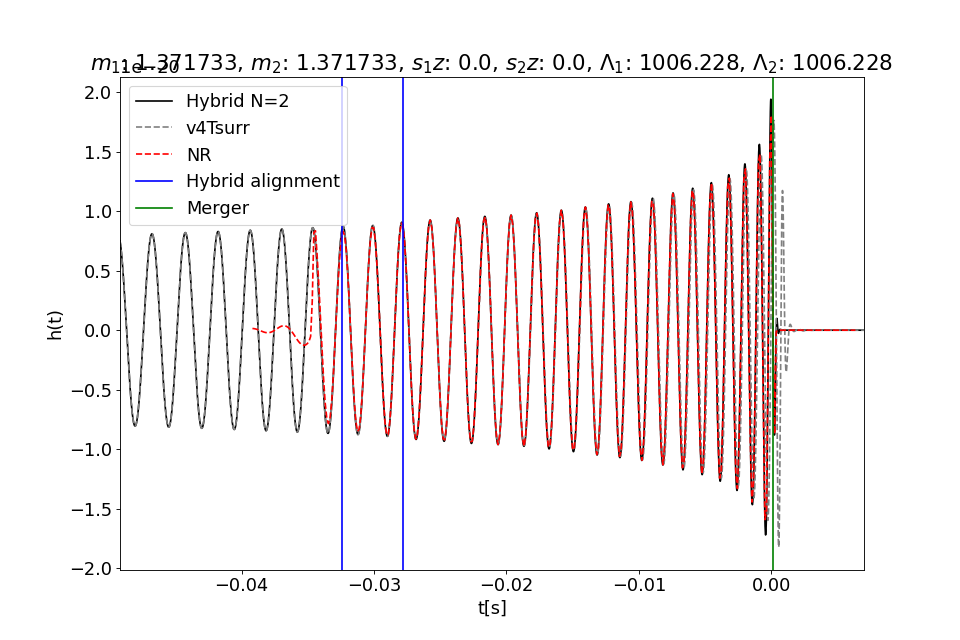 m₁: 1.371733, m₂: 1.371733, s₁z: 0.0, s₂z: 0.0, Λ₁: 1006.228, Λ₂: 1006.228
1e−20
2.0
1.5
1.0
0.5
0.0
−0.5
−1.0
−1.5
−2.0
h(t)
Hybrid N=2
v4Tsurr
NR
Hybrid alignment
Merger
−0.04
−0.03
−0.02
−0.01
0.00
t[s]